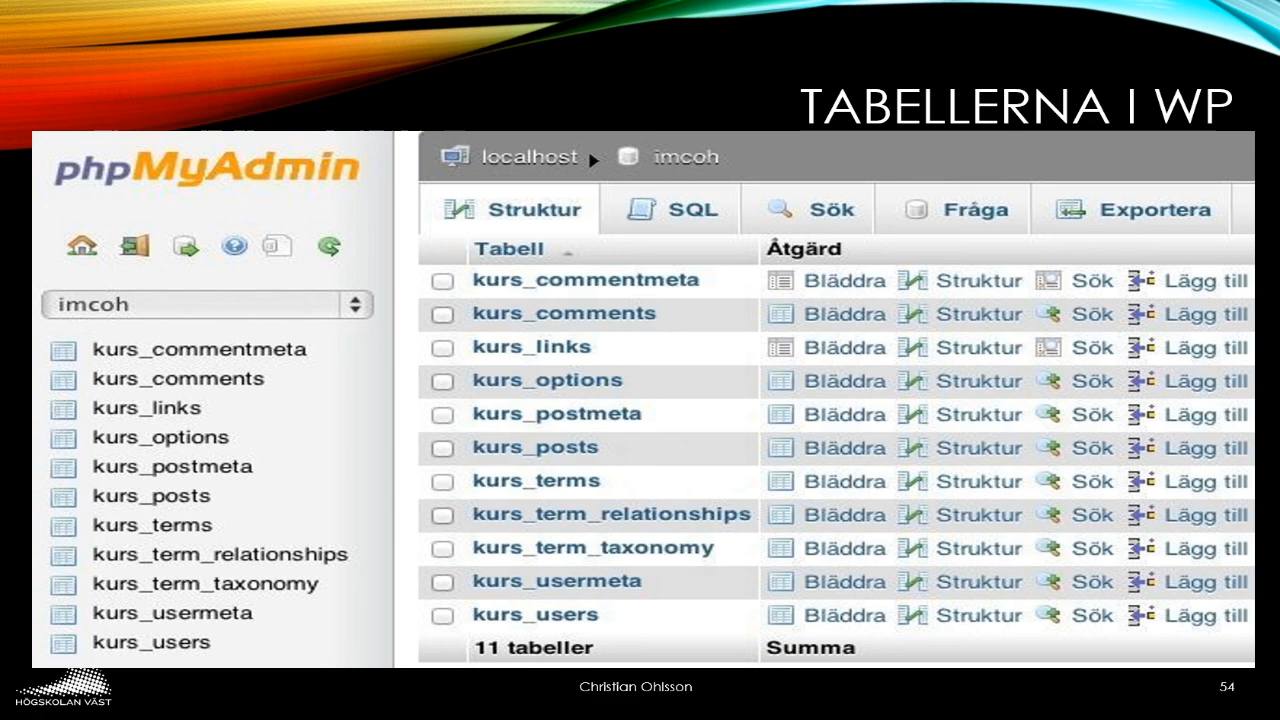 TABELLERNA I WP
phpMyAdmin
imcoh
kurs_commentmeta
kurs_comments
kurs_links
kurs_options
kurs_postmeta
kurs_posts
kurs_terms
kurs_term_relationships
kurs_term_taxonomy
kurs_usermeta
kurs_users
localhost imcoh
Struktur SQL Sök Fråga Exportera
Tabell Åtgärd
kurs_commentmeta Bläddra Struktur Sök Lägg till
kurs_comments Bläddra Struktur Sök Lägg till
kurs_links Bläddra Struktur Sök Lägg till
kurs_options Bläddra Struktur Sök Lägg till
kurs_postmeta Bläddra Struktur Sök Lägg till
kurs_posts Bläddra Struktur Sök Lägg till
kurs_terms Bläddra Struktur Sök Lägg till
kurs_term_relationships Bläddra Struktur Sök Lägg till
kurs_term_taxonomy Bläddra Struktur Sök Lägg till
kurs_usermeta Bläddra Struktur Sök Lägg till
kurs_users Bläddra Struktur Sök Lägg till
11 tabeller Summa
HÖGSKOLAN VÄST
Christian Ohlsson
54